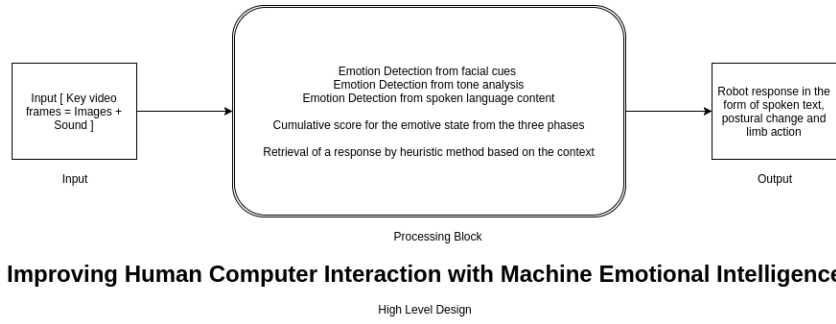 Input [ Key video
frames = Images +
Sound ]
Input
Emotion Detection from facial cues
Emotion Detection from tone analysis
Emotion Detection from spoken language content
Cumulative score for the emotive state from the three phases
Retrieval of a response by heuristic method based on the context
Processing Block
Robot response in the
form of spoken text,
postural change and
limb action
Output
Improving Human Computer Interaction with Machine Emotional Intelligence
High Level Design